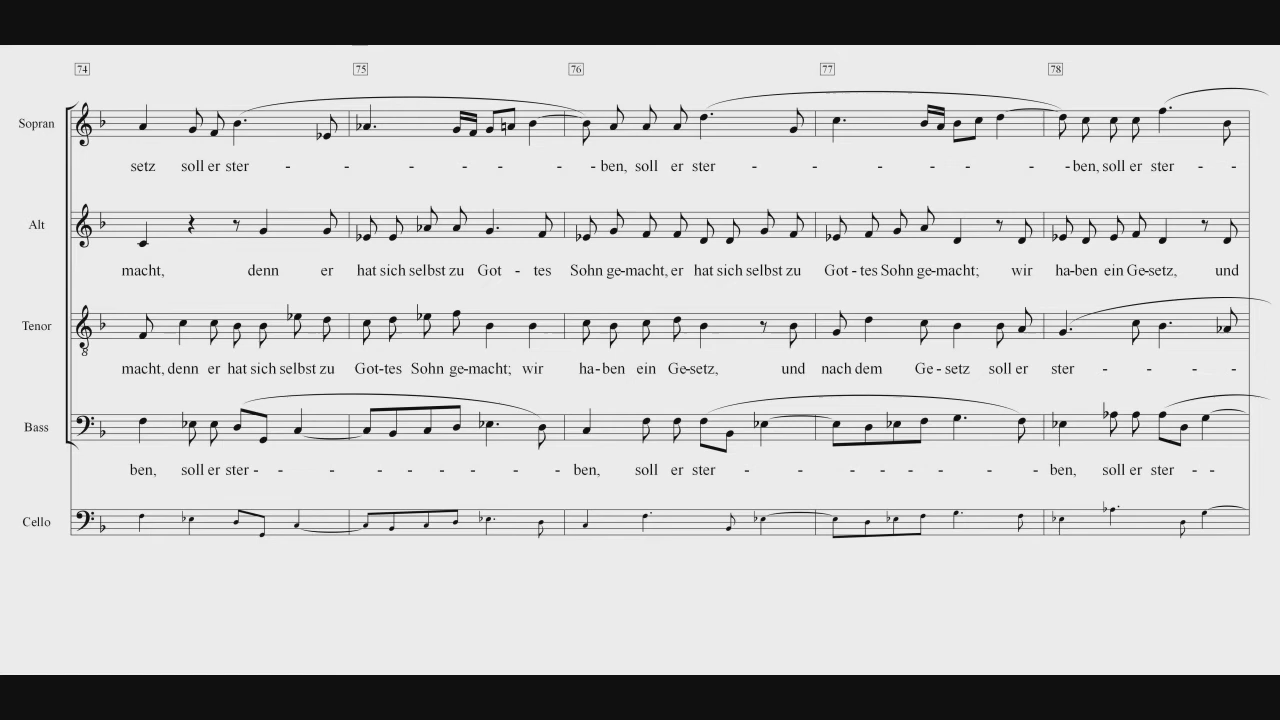 74 75 76 77 78
Sopran
setz soll er ster - - - - - - - ben, soll er ster - - - - - - - ben, soll er ster - -
Alt
macht, denn er hat sich selbst zu Got - tes Sohn ge-macht, er hat sich selbst zu Got - tes Sohn ge-macht; wir ha-ben ein Ge-setz, und
Tenor
8
macht, denn er hat sich selbst zu Got-tes Sohn ge-macht; wir ha-ben ein Ge-setz, und nach dem Ge - setz soll er ster - - - -
Bass
ben, soll er ster - - - - - - - - ben, soll er ster - - - - - - - ben, soll er ster - -
Cello